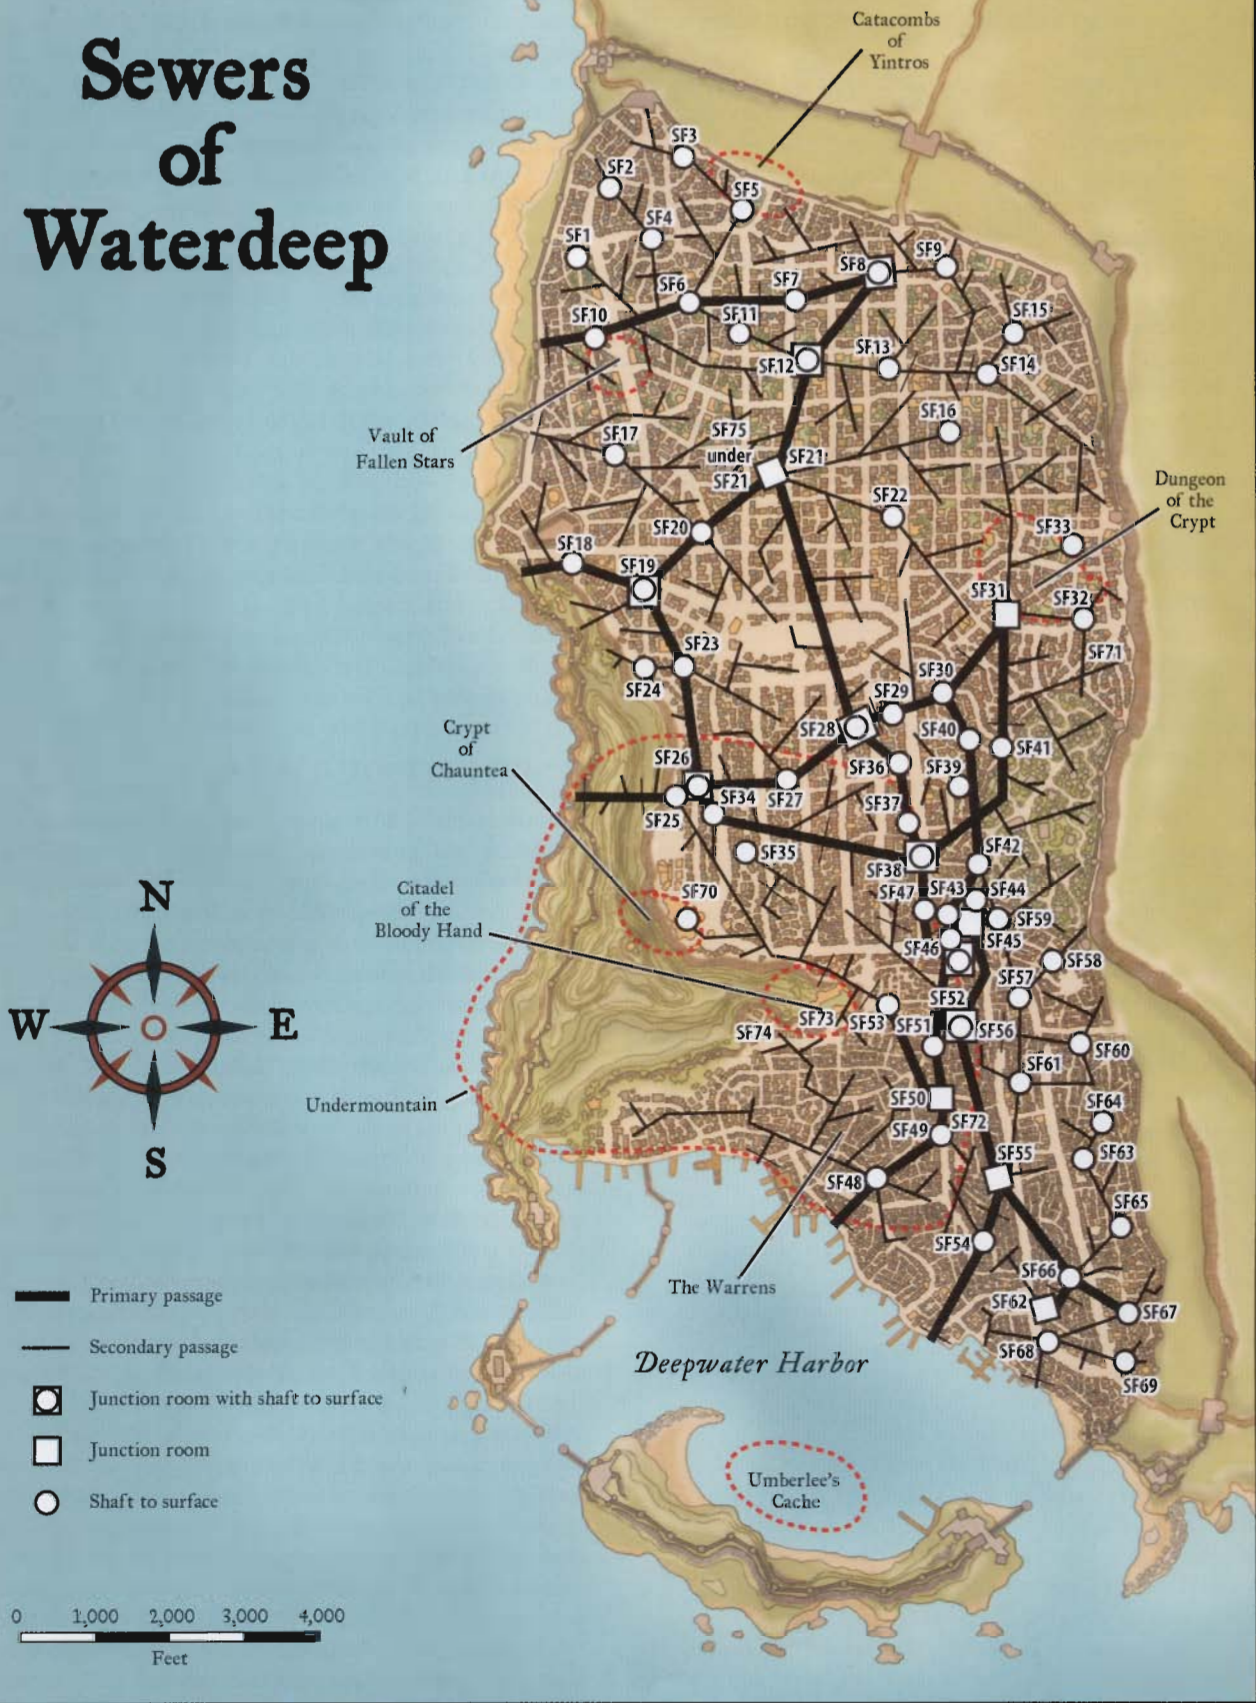 Sewers
of
Waterdeep
Catacombs
of
Yintros
SF3
SF2
SF5
SF4
SF1
SF9
SF8
SF7
SF6
SF10
SF11
SF15
SF12
SF13
SF14
SF16
SF75
under
SF21
SF21
SF17
Vault of
Fallen Stars
Dungeon
of the
Crypt
SF22
SF20
SF33
SF18
SF19
SF31
SF32
SF23
SF71
SF24
SF30
SF29
SF28
SF40
SF41
Crypt
of
Chauntea
SF26
SF36
SF39
SF34
SF27
SF25
SF37
SF35
SF38
SF42
Citadel
of the
Bloody Hand
SF70
SF47
SF43
SF44
SF59
SF45
SF46
SF58
SF57
SF52
SF73
SF53
SF51
SF56
SF74
SF60
SF61
Undermountain
SF50
SF64
SF72
SF49
SF55
SF63
SF48
SF65
SF54
SF66
The Warrens
SF62
SF67
SF68
SF69
Deepwater Harbor
Umberlee's
Cache
N
W
E
S
Primary passage
Secondary passage
Junction room with shaft to surface
Junction room
Shaft to surface
0 1,000 2,000 3,000 4,000
Feet